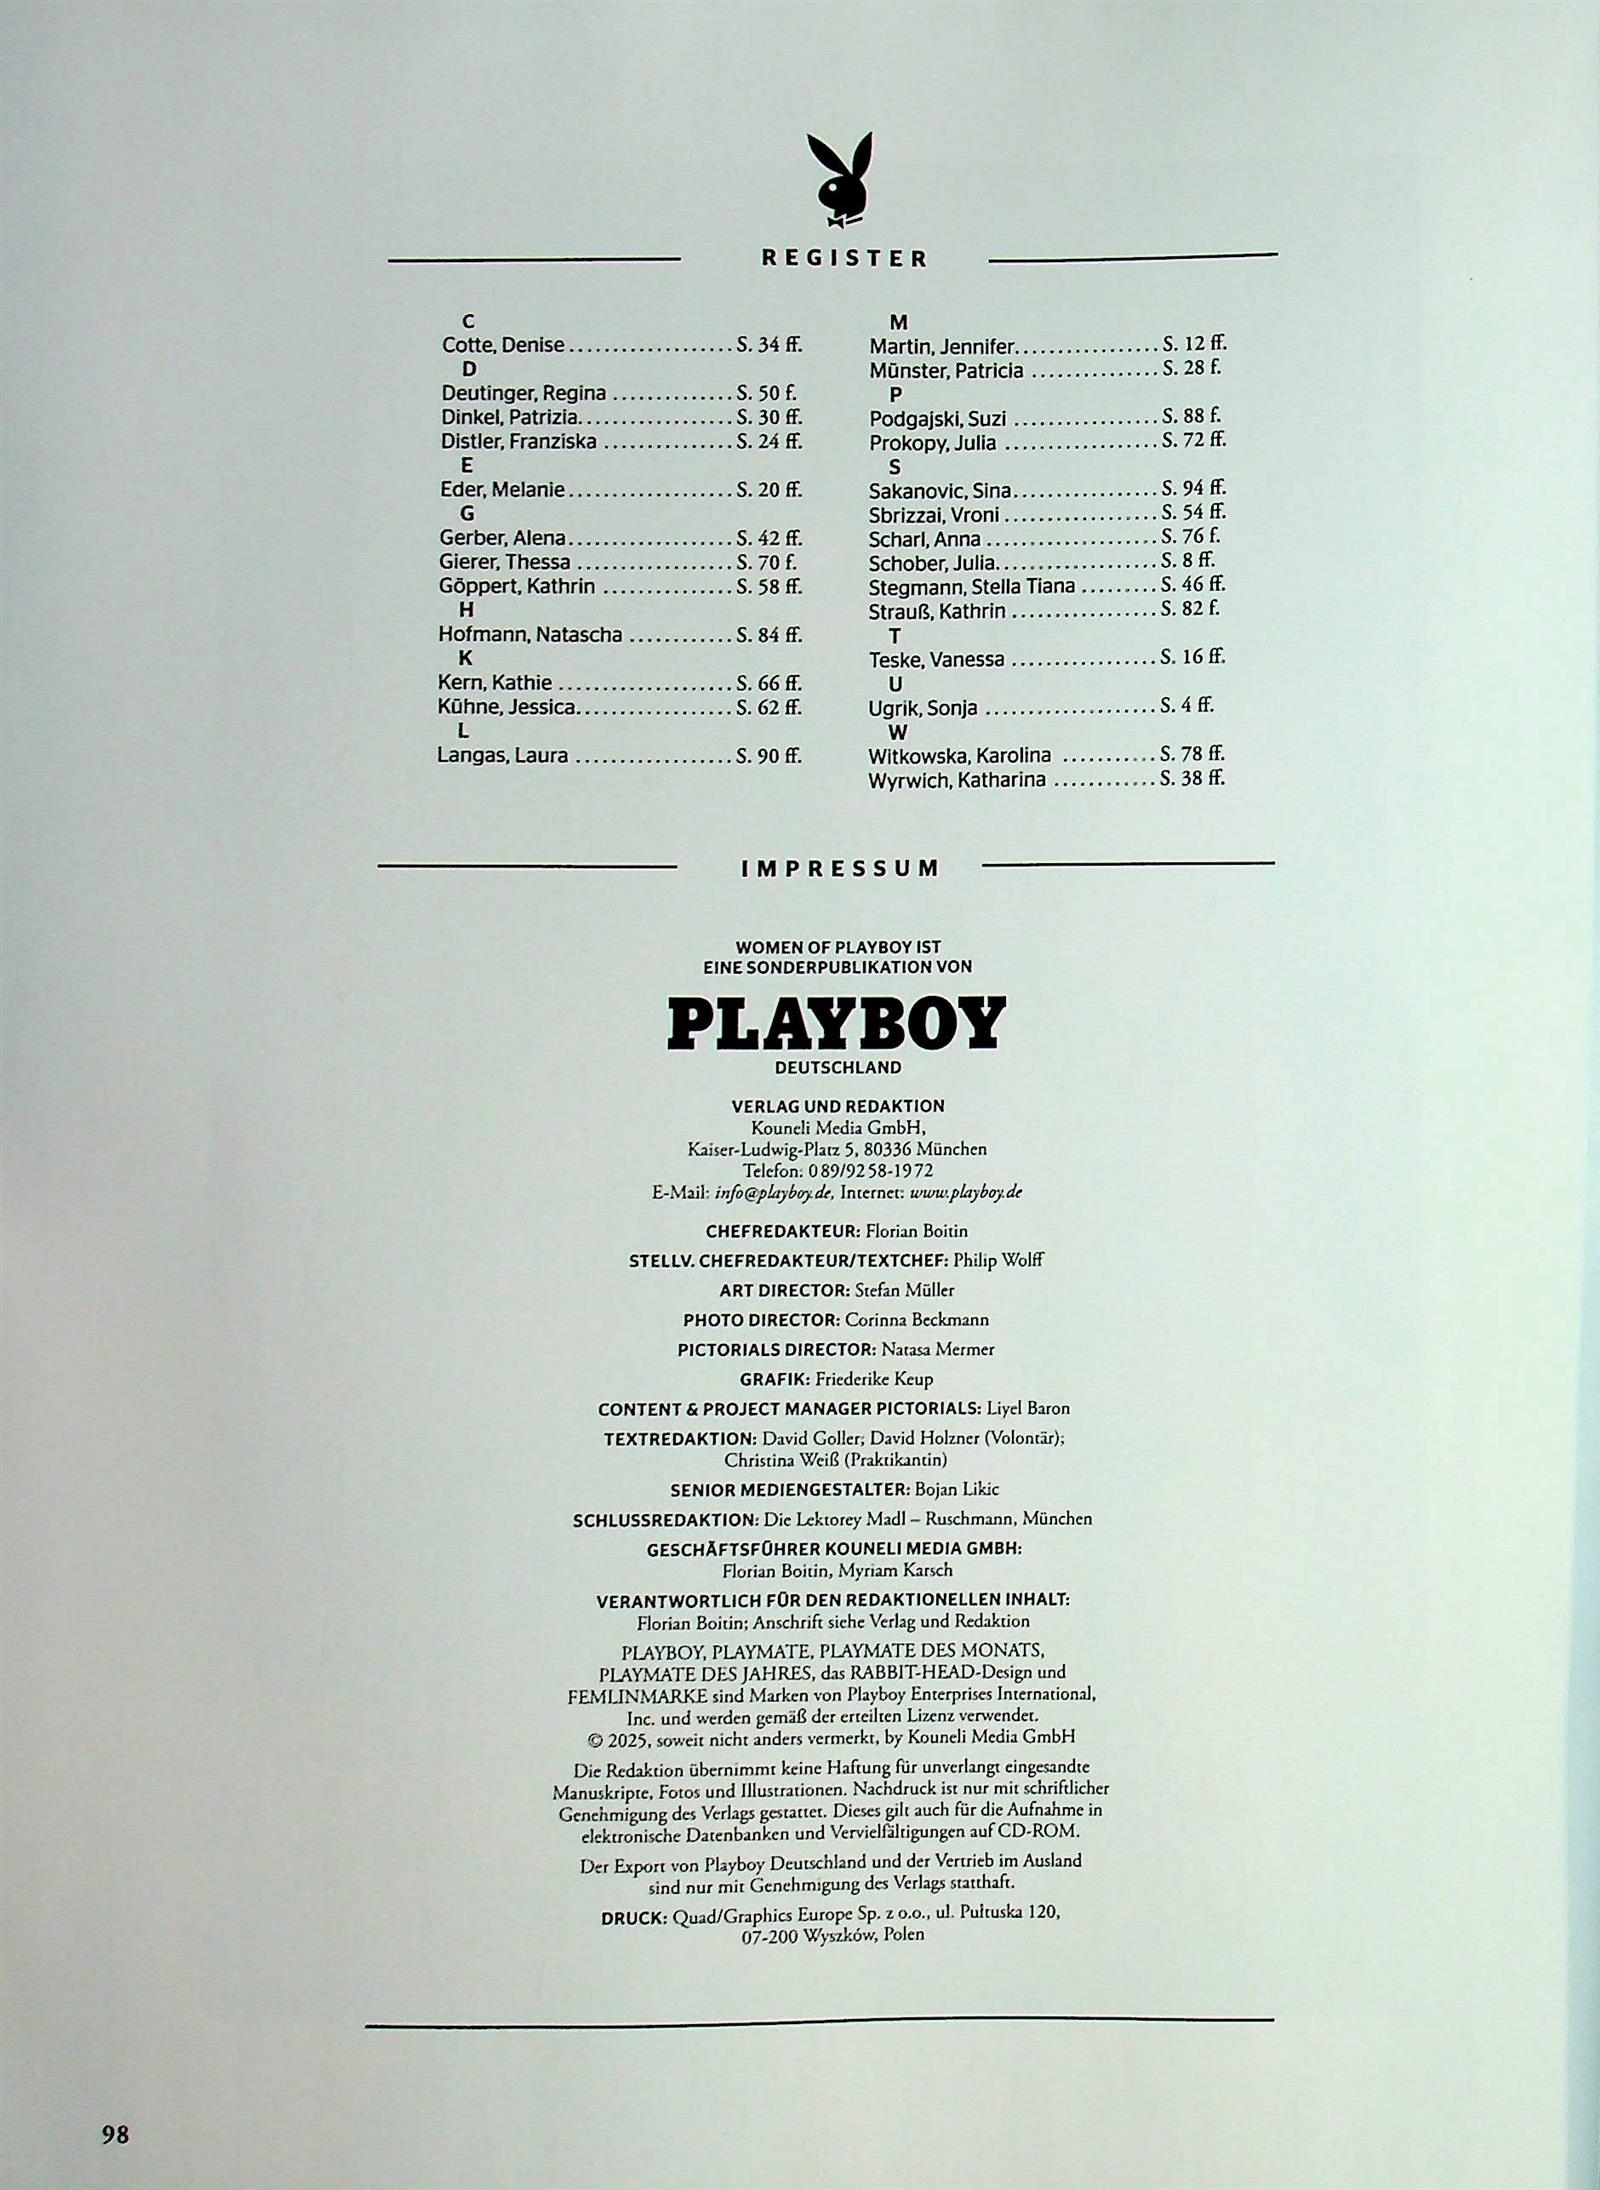 REGISTER
C
Cotte, Denise................... S. 34 ff.
D
Deutinger, Regina .............. S. 50 f.
Dinkel, Patrizia.................. S. 30 ff.
Distler, Franziska ............... S. 24 ff.
E
Eder, Melanie................... S. 20 ff.
G
Gerber, Alena................... S. 42 ff.
Gierer, Thessa .................. S. 70 f.
Göppert, Kathrin ............... S. 58 ff.
H
Hofmann, Natascha ............ S. 84 ff.
K
Kern, Kathie .................... S. 66 ff.
Kühne, Jessica.................. S. 62 ff.
L
Langas, Laura .................. S. 90 ff.
M
Martin, Jennifer................. S. 12 ff.
Münster, Patricia ............... S. 28 f.
P
Podgajski, Suzi ................. S. 88 f.
Prokopy, Julia .................. S. 72 ff.
S
Sakanovic, Sina................. S. 94 ff.
Sbrizzai, Vroni .................. S. 54 ff.
Scharl, Anna .................... S. 76 f.
Schober, Julia................... S. 8 ff.
Stegmann, Stella Tiana ......... S. 46 ff.
Strauß, Kathrin ................. S. 82 f.
T
Teske, Vanessa ................. S. 16 ff.
U
Ugrik, Sonja .................... S. 4 ff.
W
Witkowska, Karolina ........... S. 78 ff.
Wyrwich, Katharina ............ S. 38 ff.
IMPRESSUM
WOMEN OF PLAYBOY IST
EINE SONDERPUBLIKATION VON
PLAYBOY
DEUTSCHLAND
VERLAG UND REDAKTION
Kouneli Media GmbH,
Kaiser-Ludwig-Platz 5, 80336 München
Telefon: 089/9258-1972
E-Mail: info@playboy.de, Internet: www.playboy.de
CHEFREDAKTEUR: Florian Boitin
STELLV. CHEFREDAKTEUR/TEXTCHEF: Philip Wolff
ART DIRECTOR: Stefan Müller
PHOTO DIRECTOR: Corinna Beckmann
PICTORIALS DIRECTOR: Natasa Mermer
GRAFIK: Friederike Keup
CONTENT & PROJECT MANAGER PICTORIALS: Liyel Baron
TEXTREDAKTION: David Goller; David Holzner (Volontär);
Christina Weiß (Praktikantin)
SENIOR MEDIENGESTALTER: Bojan Likic
SCHLUSSREDAKTION: Die Lektorey Madl – Ruschmann, München
GESCHÄFTSFÜHRER KOUNELI MEDIA GMBH:
Florian Boitin, Myriam Karsch
VERANTWORTLICH FÜR DEN REDAKTIONELLEN INHALT:
Florian Boitin; Anschrift siehe Verlag und Redaktion
PLAYBOY, PLAYMATE, PLAYMATE DES MONATS,
PLAYMATE DES JAHRES, das RABBIT-HEAD-Design und
FEMLINMARKE sind Marken von Playboy Enterprises International,
Inc. und werden gemäß der erteilten Lizenz verwendet.
© 2025, soweit nicht anders vermerkt, by Kouneli Media GmbH
Die Redaktion übernimmt keine Haftung für unverlangt eingesandte
Manuskripte, Fotos und Illustrationen. Nachdruck ist nur mit schriftlicher
Genehmigung des Verlags gestattet. Dieses gilt auch für die Aufnahme in
elektronische Datenbanken und Vervielfältigungen auf CD-ROM.
Der Export von Playboy Deutschland und der Vertrieb im Ausland
sind nur mit Genehmigung des Verlags statthaft.
DRUCK: Quad/Graphics Europe Sp. z o.o., ul. Pułtuska 120,
07-200 Wyszków, Polen
98